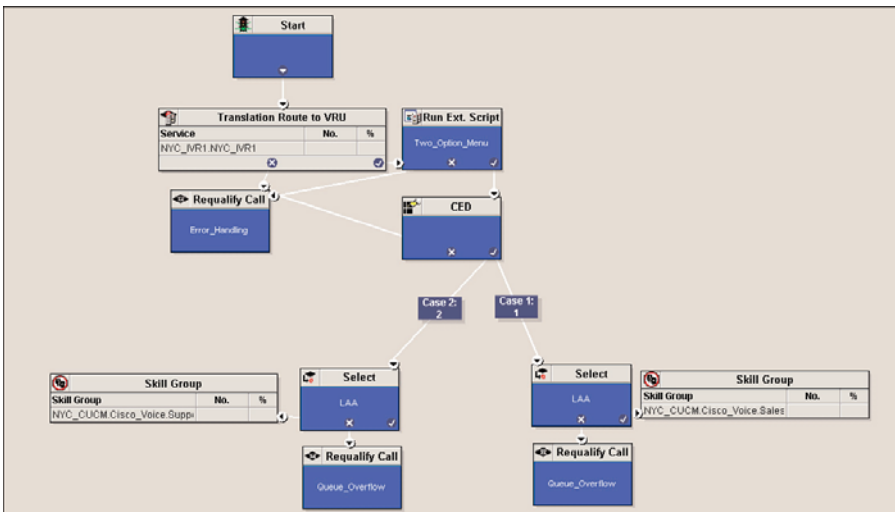 Start
Translation Route to VRU
Service No. %
NYC_IVR1.NYC_IVR1
Run Ext. Script
Two_Option_Menu
Requalify Call
Error_Handling
CED
Case 2:
2
Case 1:
1
Skill Group
Skill Group No. %
NYC_CUCM.Cisco_Voice.Supp
Select
LAA
Select
LAA
Skill Group
Skill Group No. %
NYC_CUCM.Cisco_Voice.Sales
Requalify Call
Queue_Overflow
Requalify Call
Queue_Overflow